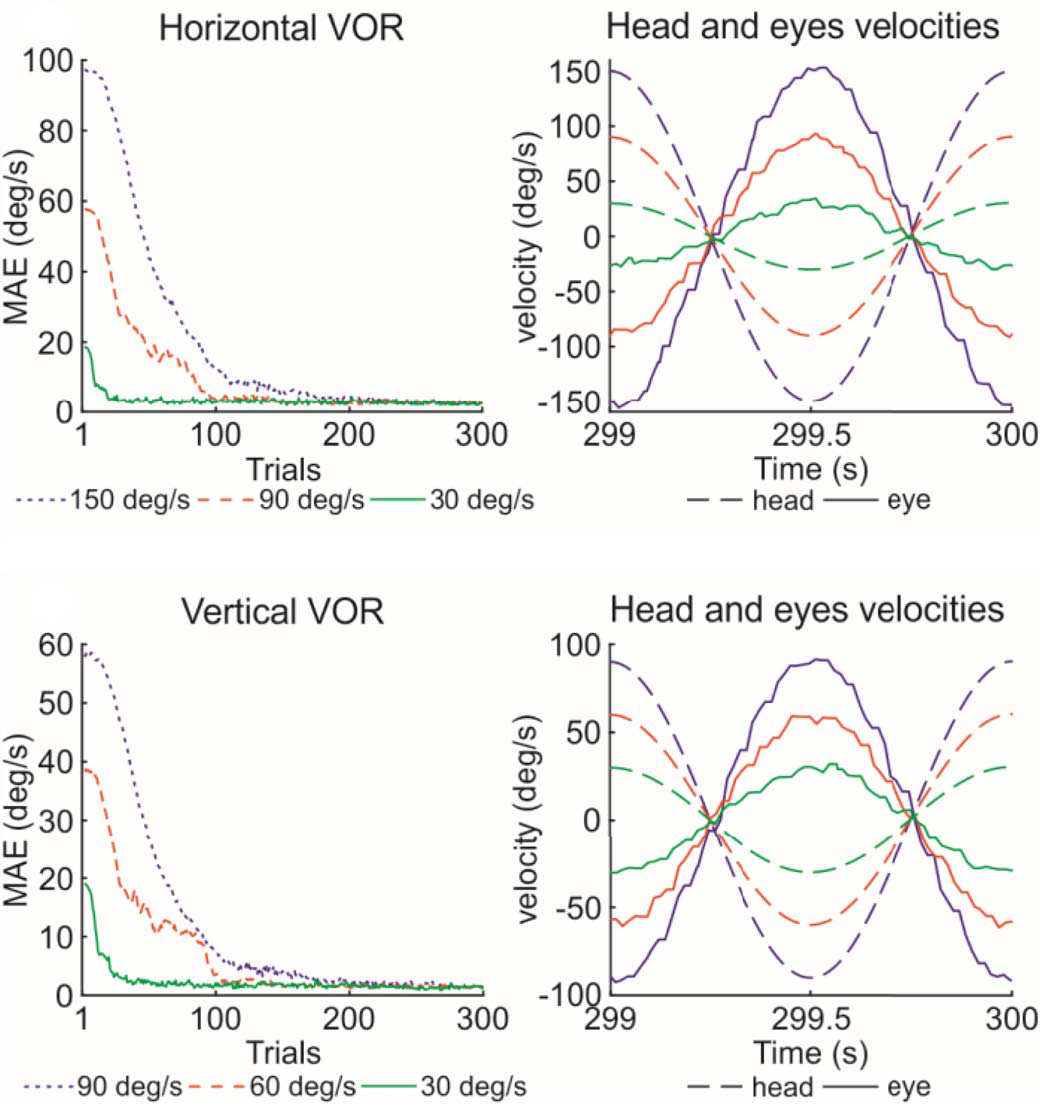 Horizontal VOR
Head and eyes velocities
MAE (deg/s)
100
80
60
40
20
0
1
100
200
300
Trials
150 deg/s
90 deg/s
30 deg/s
velocity (deg/s)
150
100
50
0
-50
-100
-150
299
299.5
300
Time (s)
head
eye
Vertical VOR
Head and eyes velocities
MAE (deg/s)
60
50
40
30
20
10
0
1
100
200
300
Trials
90 deg/s
60 deg/s
30 deg/s
velocity (deg/s)
100
50
0
-50
-100
299
299.5
300
Time (s)
head
eye